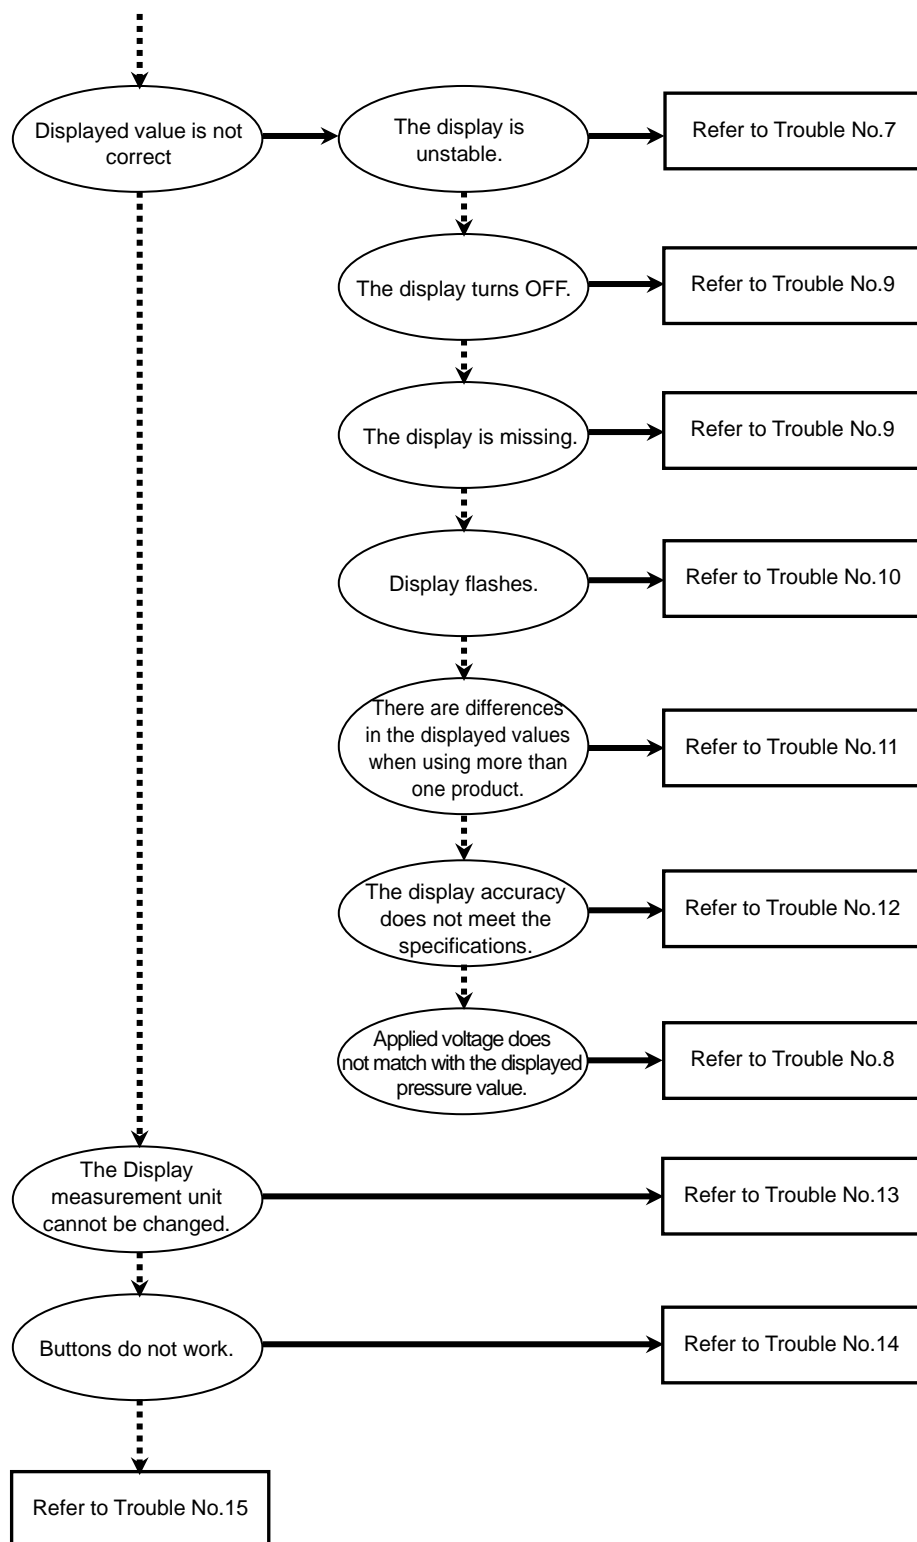 Displayed value is not
correct
The display is
unstable.
Refer to Trouble No.7
The display turns OFF.
Refer to Trouble No.9
The display is missing.
Refer to Trouble No.9
Display flashes.
Refer to Trouble No.10
There are differences
in the displayed values
when using more than
one product.
Refer to Trouble No.11
The display accuracy
does not meet the
specifications.
Refer to Trouble No.12
Applied voltage does
not match with the displayed
pressure value.
Refer to Trouble No.8
The Display
measurement unit
cannot be changed.
Refer to Trouble No.13
Buttons do not work.
Refer to Trouble No.14
Refer to Trouble No.15